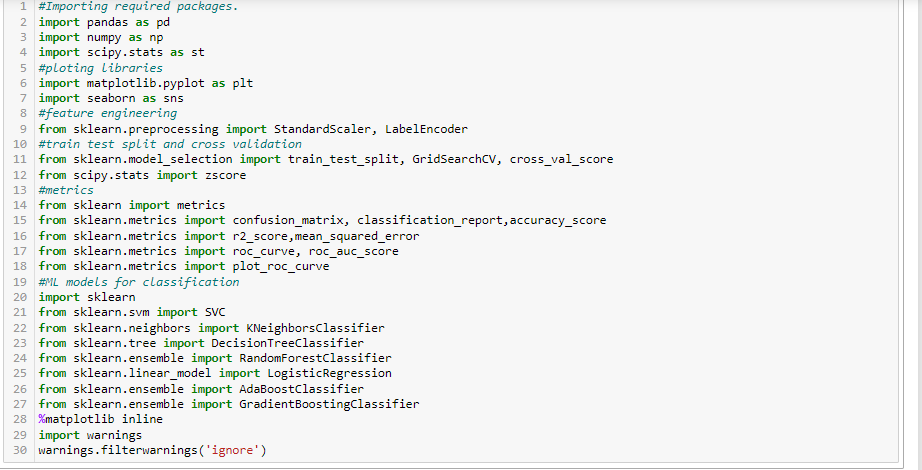 1 #Importing required packages.
2 import pandas as pd
3 import numpy as np
4 import scipy.stats as st
5 #ploting libraries
6 import matplotlib.pyplot as plt
7 import seaborn as sns
8 #feature engineering
9 from sklearn.preprocessing import StandardScaler, LabelEncoder
10 #train test split and cross validation
11 from sklearn.model_selection import train_test_split, GridSearchCV, cross_val_score
12 from scipy.stats import zscore
13 #metrics
14 from sklearn import metrics
15 from sklearn.metrics import confusion_matrix, classification_report,accuracy_score
16 from sklearn.metrics import r2_score,mean_squared_error
17 from sklearn.metrics import roc_curve, roc_auc_score
18 from sklearn.metrics import plot_roc_curve
19 #ML models for classification
20 import sklearn
21 from sklearn.svm import SVC
22 from sklearn.neighbors import KNeighborsClassifier
23 from sklearn.tree import DecisionTreeClassifier
24 from sklearn.ensemble import RandomForestClassifier
25 from sklearn.linear_model import LogisticRegression
26 from sklearn.ensemble import AdaBoostClassifier
27 from sklearn.ensemble import GradientBoostingClassifier
28 %matplotlib inline
29 import warnings
30 warnings.filterwarnings('ignore')